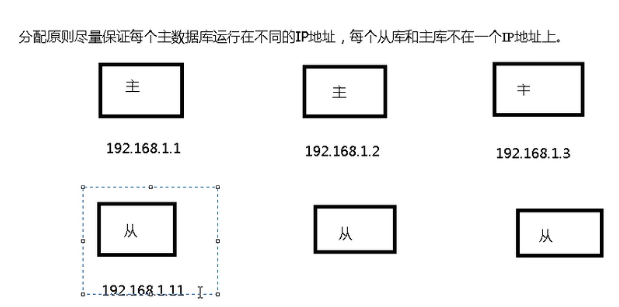 分配原则尽量保证每个主数据库运行在不同的IP地址，每个从库和主库不在一个IP地址上。
主 主 主
192.168.1.1 192.168.1.2 192.168.1.3
从 从 从
192.168.1.11